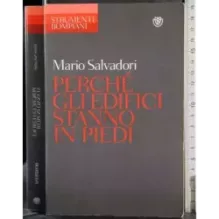 STRUMENTI
BOMPIANI
Mario Salvadori
PERCHÉ
GLI EDIFICI
STANNO
IN PIEDI